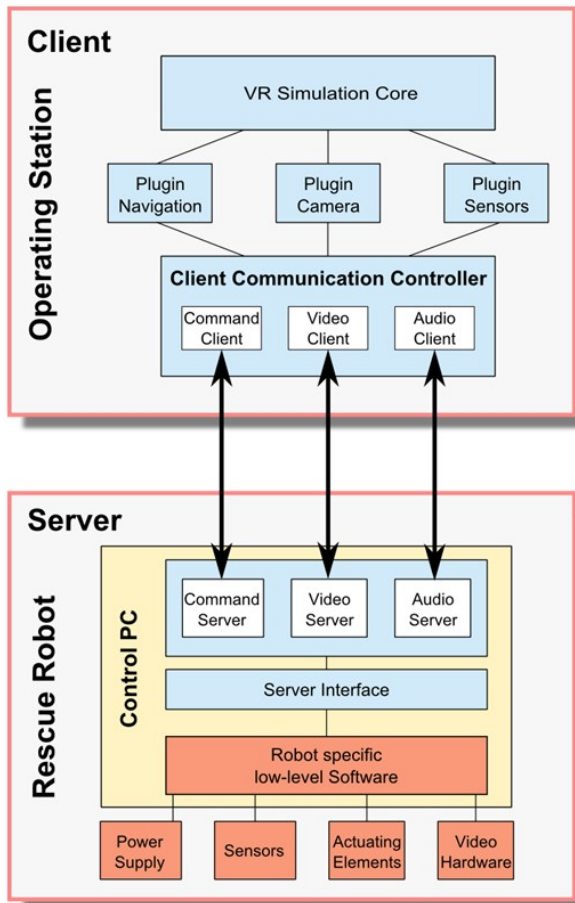 Client
Operating Station
VR Simulation Core
Plugin
Navigation
Plugin
Camera
Plugin
Sensors
Client Communication Controller
Command
Client
Video
Client
Audio
Client
Server
Rescue Robot
Control PC
Command
Server
Video
Server
Audio
Server
Server Interface
Robot specific
low-level Software
Power
Supply
Sensors
Actuating
Elements
Video
Hardware